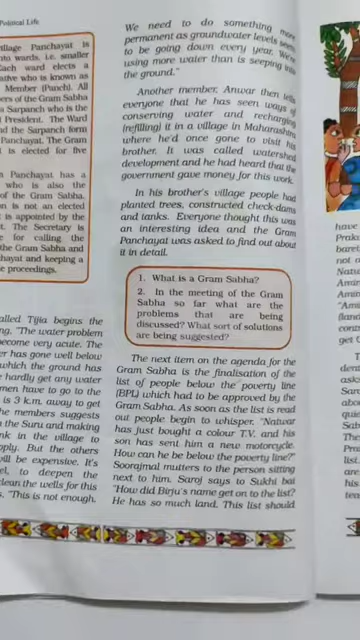 Political Life
Village Panchayat is
into wards, i.e. smaller
Each ward elects a
ative who is known as
Member (Panch). All
ers of the Gram Sabha
a Sarpanch who is the
President. The Ward
nd the Sarpanch form
Panchayat. The Gram
is elected for five
Panchayat has a
who is also the
of the Gram Sabha.
on is not an elected
is appointed by the
The Secretary is
e for calling the
the Gram Sabha and
hayat and keeping a
e proceedings.
alled Tijia begins the
ng, "The water problem
become very acute. The
er has gone well below
which the ground has
hardly get any water
men have to go to the
is 3 k.m. away to get
he members suggests
m the Suru and making
nk in the village to
pply. But the others
will be expensive. It's
el, to deepen the
clean the wells for this
s. "This is not enough.
We need to do something more
permanent as groundwater levels seem
to be going down every year. We're
using more water than is seeping into
the ground."
Another member, Anwar then tells
everyone that he has seen ways of
conserving water and recharging
(refilling) it in a village in Maharashtra
where he'd once gone to visit his
brother. It was called watershed
development and he had heard that the
government gave money for this work.
In his brother's village people had
planted trees, constructed check-dams
and tanks. Everyone thought this was
an interesting idea and the Gram
Panchayat was asked to find out about
it in detail.
1. What is a Gram Sabha?
2. In the meeting of the Gram
Sabha so far what are the
problems that are being
discussed? What sort of solutions
are being suggested?
The next item on the agenda for the
Gram Sabha is the finalisation of the
list of people below the poverty line
(BPL) which had to be approved by the
Gram Sabha. As soon as the list is read
out people begin to whisper, "Natwar
has just bought a colour T.V. and his
son has sent him a new motorcycle.
How can he be below the poverty line?"
Soorajmal mutters to the person sitting
next to him. Saroj says to Sukhi bai
"How did Birju's name get on to the list?
He has so much land. This list should
have